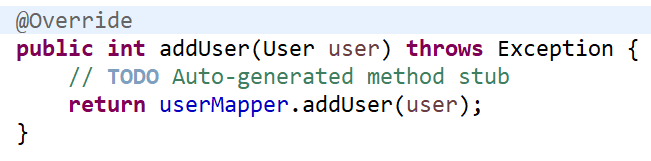 @Override
public int addUser(User user) throws Exception {
    // TODO Auto-generated method stub
    return userMapper.addUser(user);
}